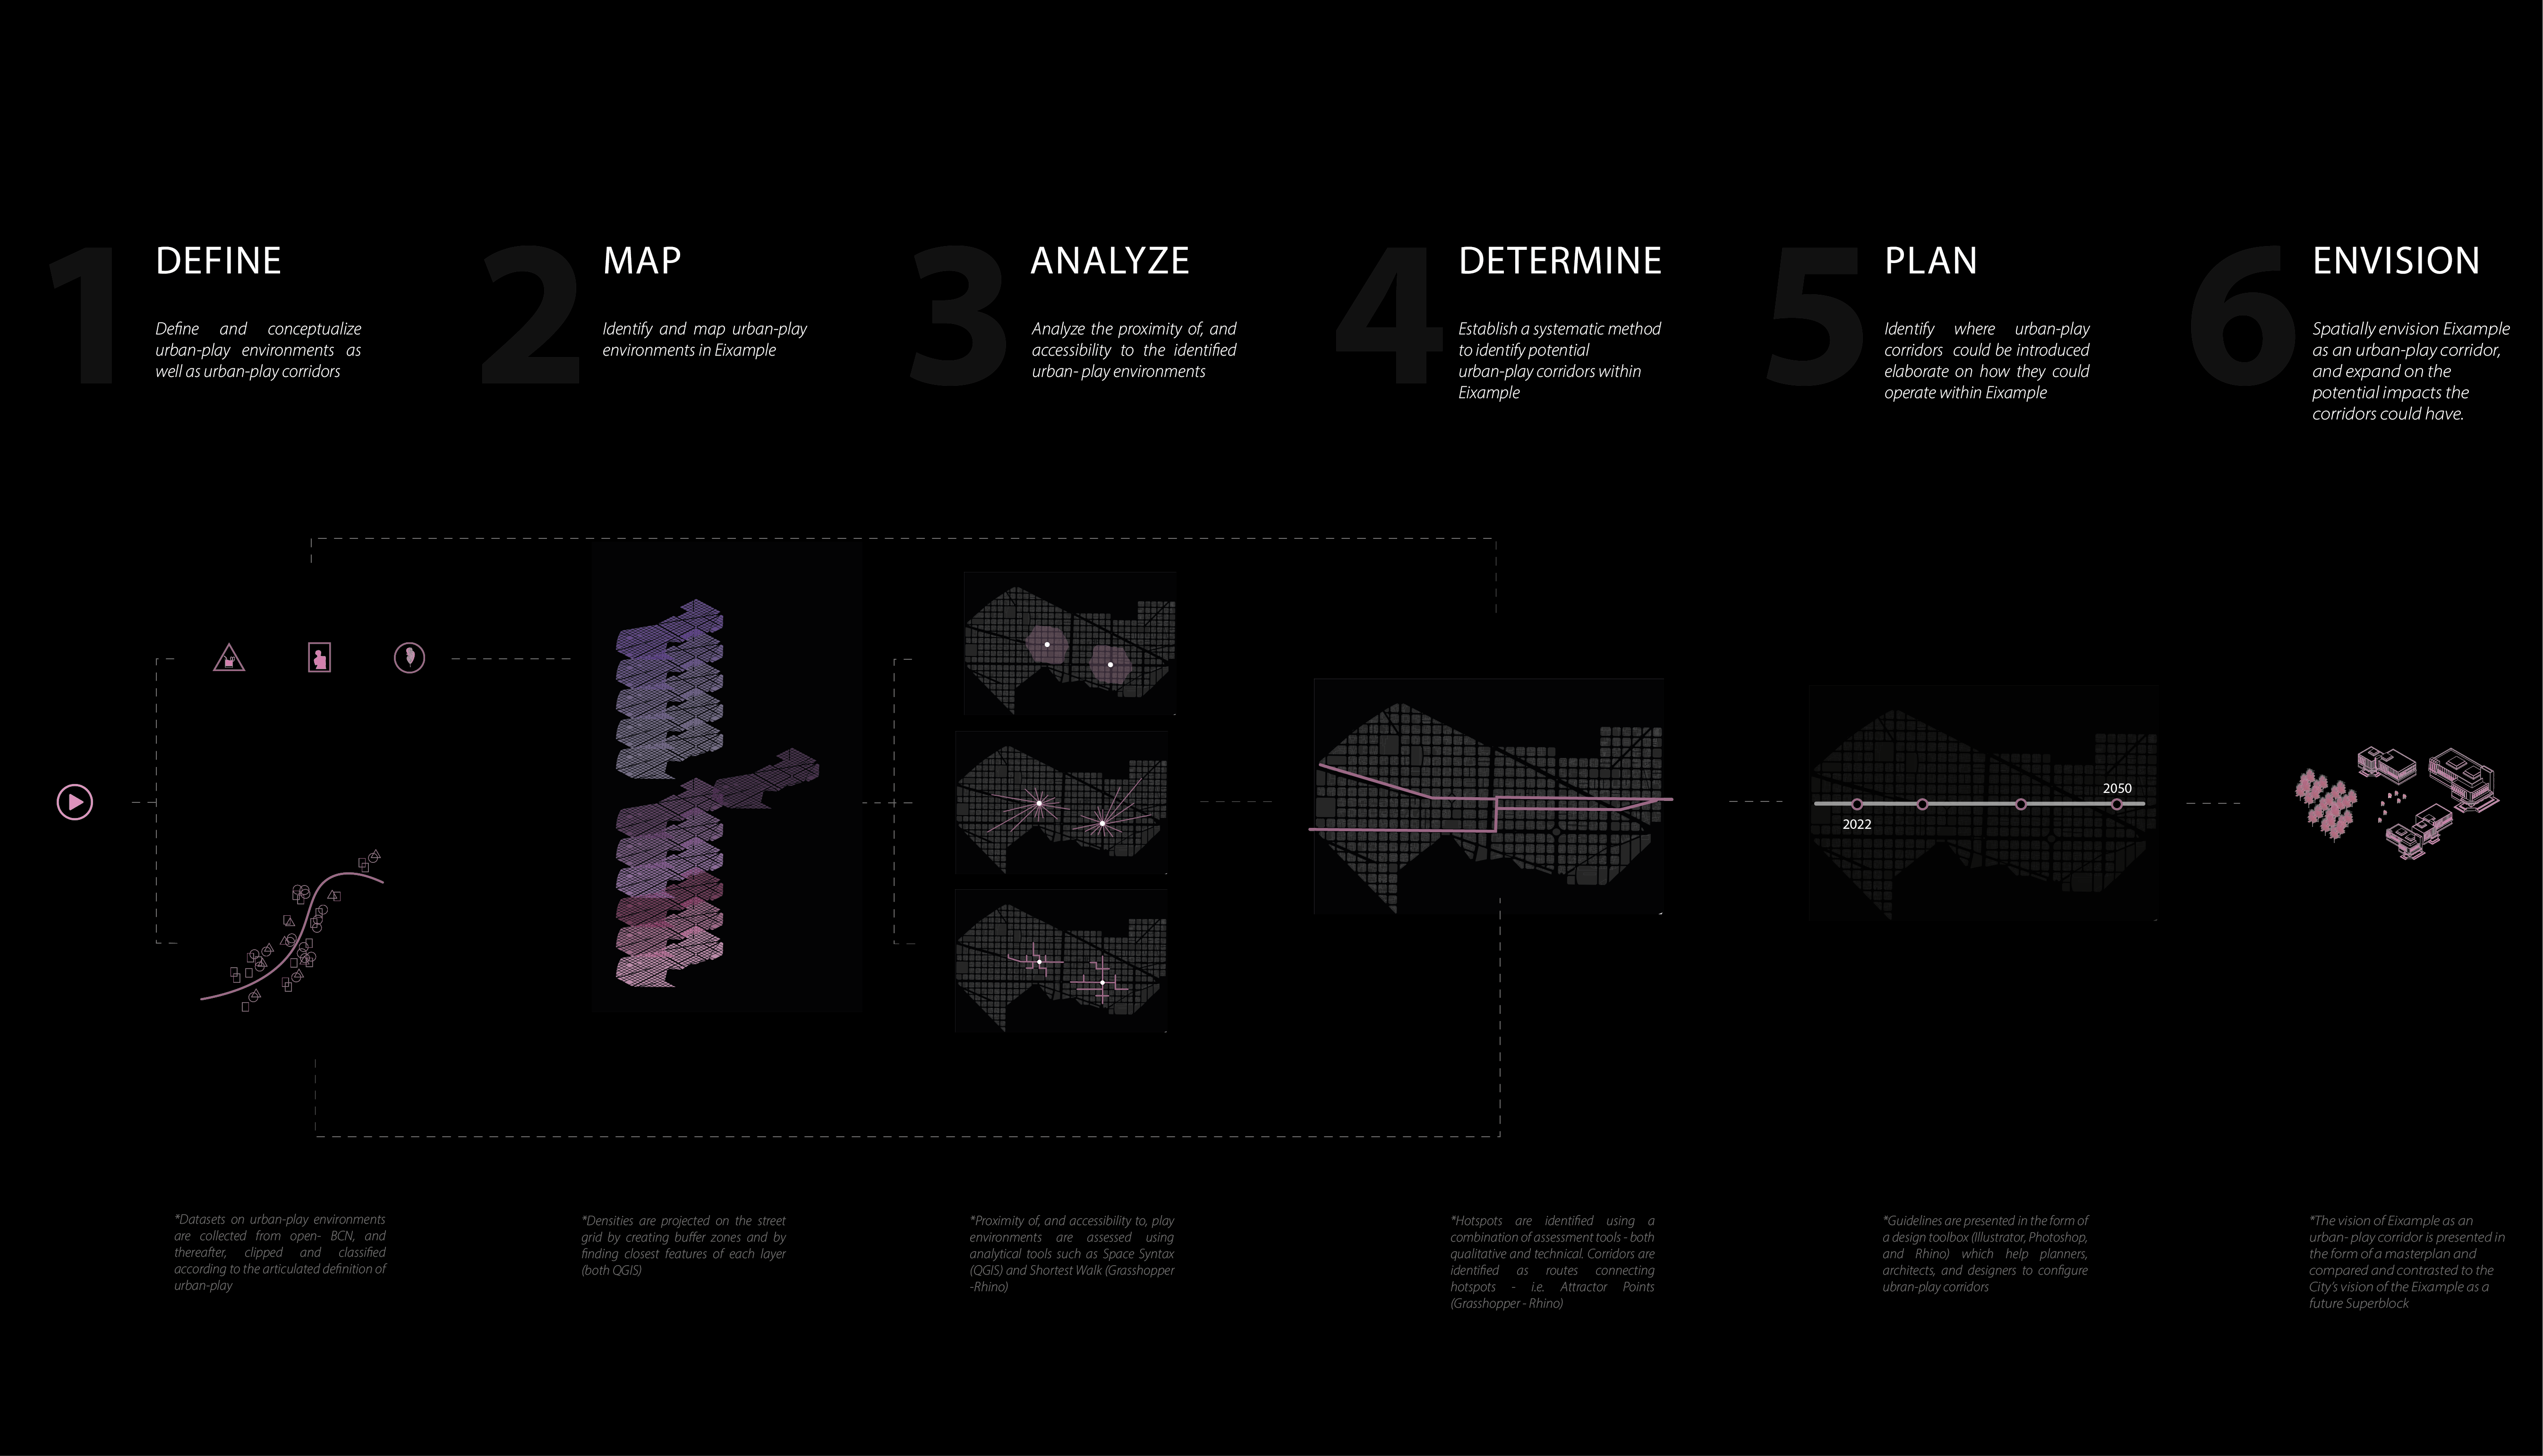 1
DEFINE
Define and conceptualize
urban-play environments as
well as urban-play corridors
2
MAP
Identify and map urban-play
environments in Eixample
3
ANALYZE
Analyze the proximity of, and
accessibility to the identified
urban- play environments
4
DETERMINE
Establish a systematic method
to identify potential
urban-play corridors within
Eixample
5
PLAN
Identify where urban-play
corridors could be introduced
elaborate on how they could
operate within Eixample
6
ENVISION
Spatially envision Eixample
as an urban-play corridor,
and expand on the
potential impacts the
corridors could have.
2050
2022
*Datasets on urban-play environments
are collected from open- BCN, and
thereafter, clipped and classified
according to the articulated definition of
urban-play
*Densities are projected on the street
grid by creating buffer zones and by
finding closest features of each layer
(both QGIS)
*Proximity of, and accessibility to, play
environments are assessed using
analytical tools such as Space Syntax
(QGIS) and Shortest Walk (Grasshopper
-Rhino)
*Hotspots are identified using a
combination of assessment tools - both
qualitative and technical. Corridors are
identified as routes connecting
hotspots - i.e. Attractor Points
(Grasshopper - Rhino)
*Guidelines are presented in the form of
a design toolbox (Illustrator, Photoshop,
and Rhino) which help planners,
architects, and designers to configure
ubran-play corridors
*The vision of Eixample as an
urban- play corridor is presented in
the form of a masterplan and
compared and contrasted to the
City's vision of the Eixample as a
future Superblock